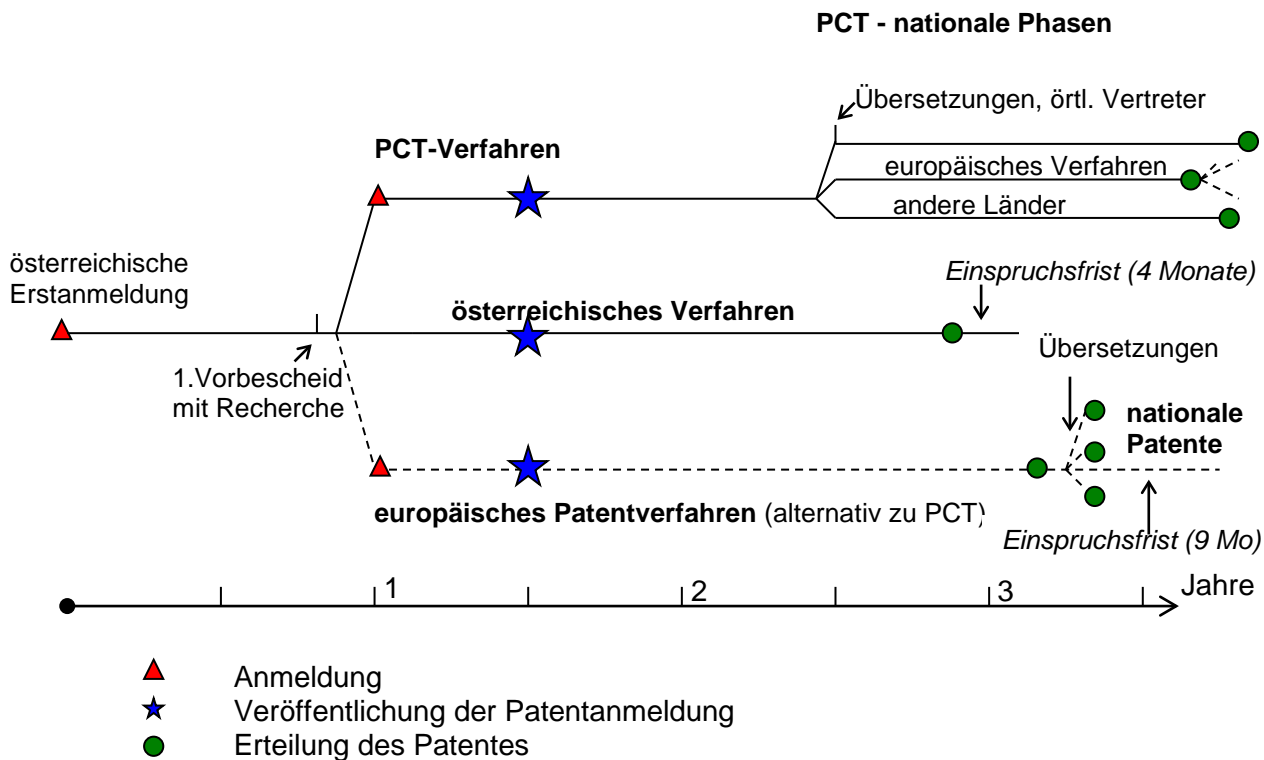 PCT - nationale Phasen
Übersetzungen, örtl. Vertreter
PCT-Verfahren
europäisches Verfahren
andere Länder
österreichische
Erstanmeldung
Einspruchsfrist (4 Monate)
österreichisches Verfahren
Übersetzungen
1.Vorbescheid
mit Recherche
nationale
Patente
europäisches Patentverfahren (alternativ zu PCT)
Einspruchsfrist (9 Mo)
1
2
3
Jahre
Anmeldung
Veröffentlichung der Patentanmeldung
Erteilung des Patentes